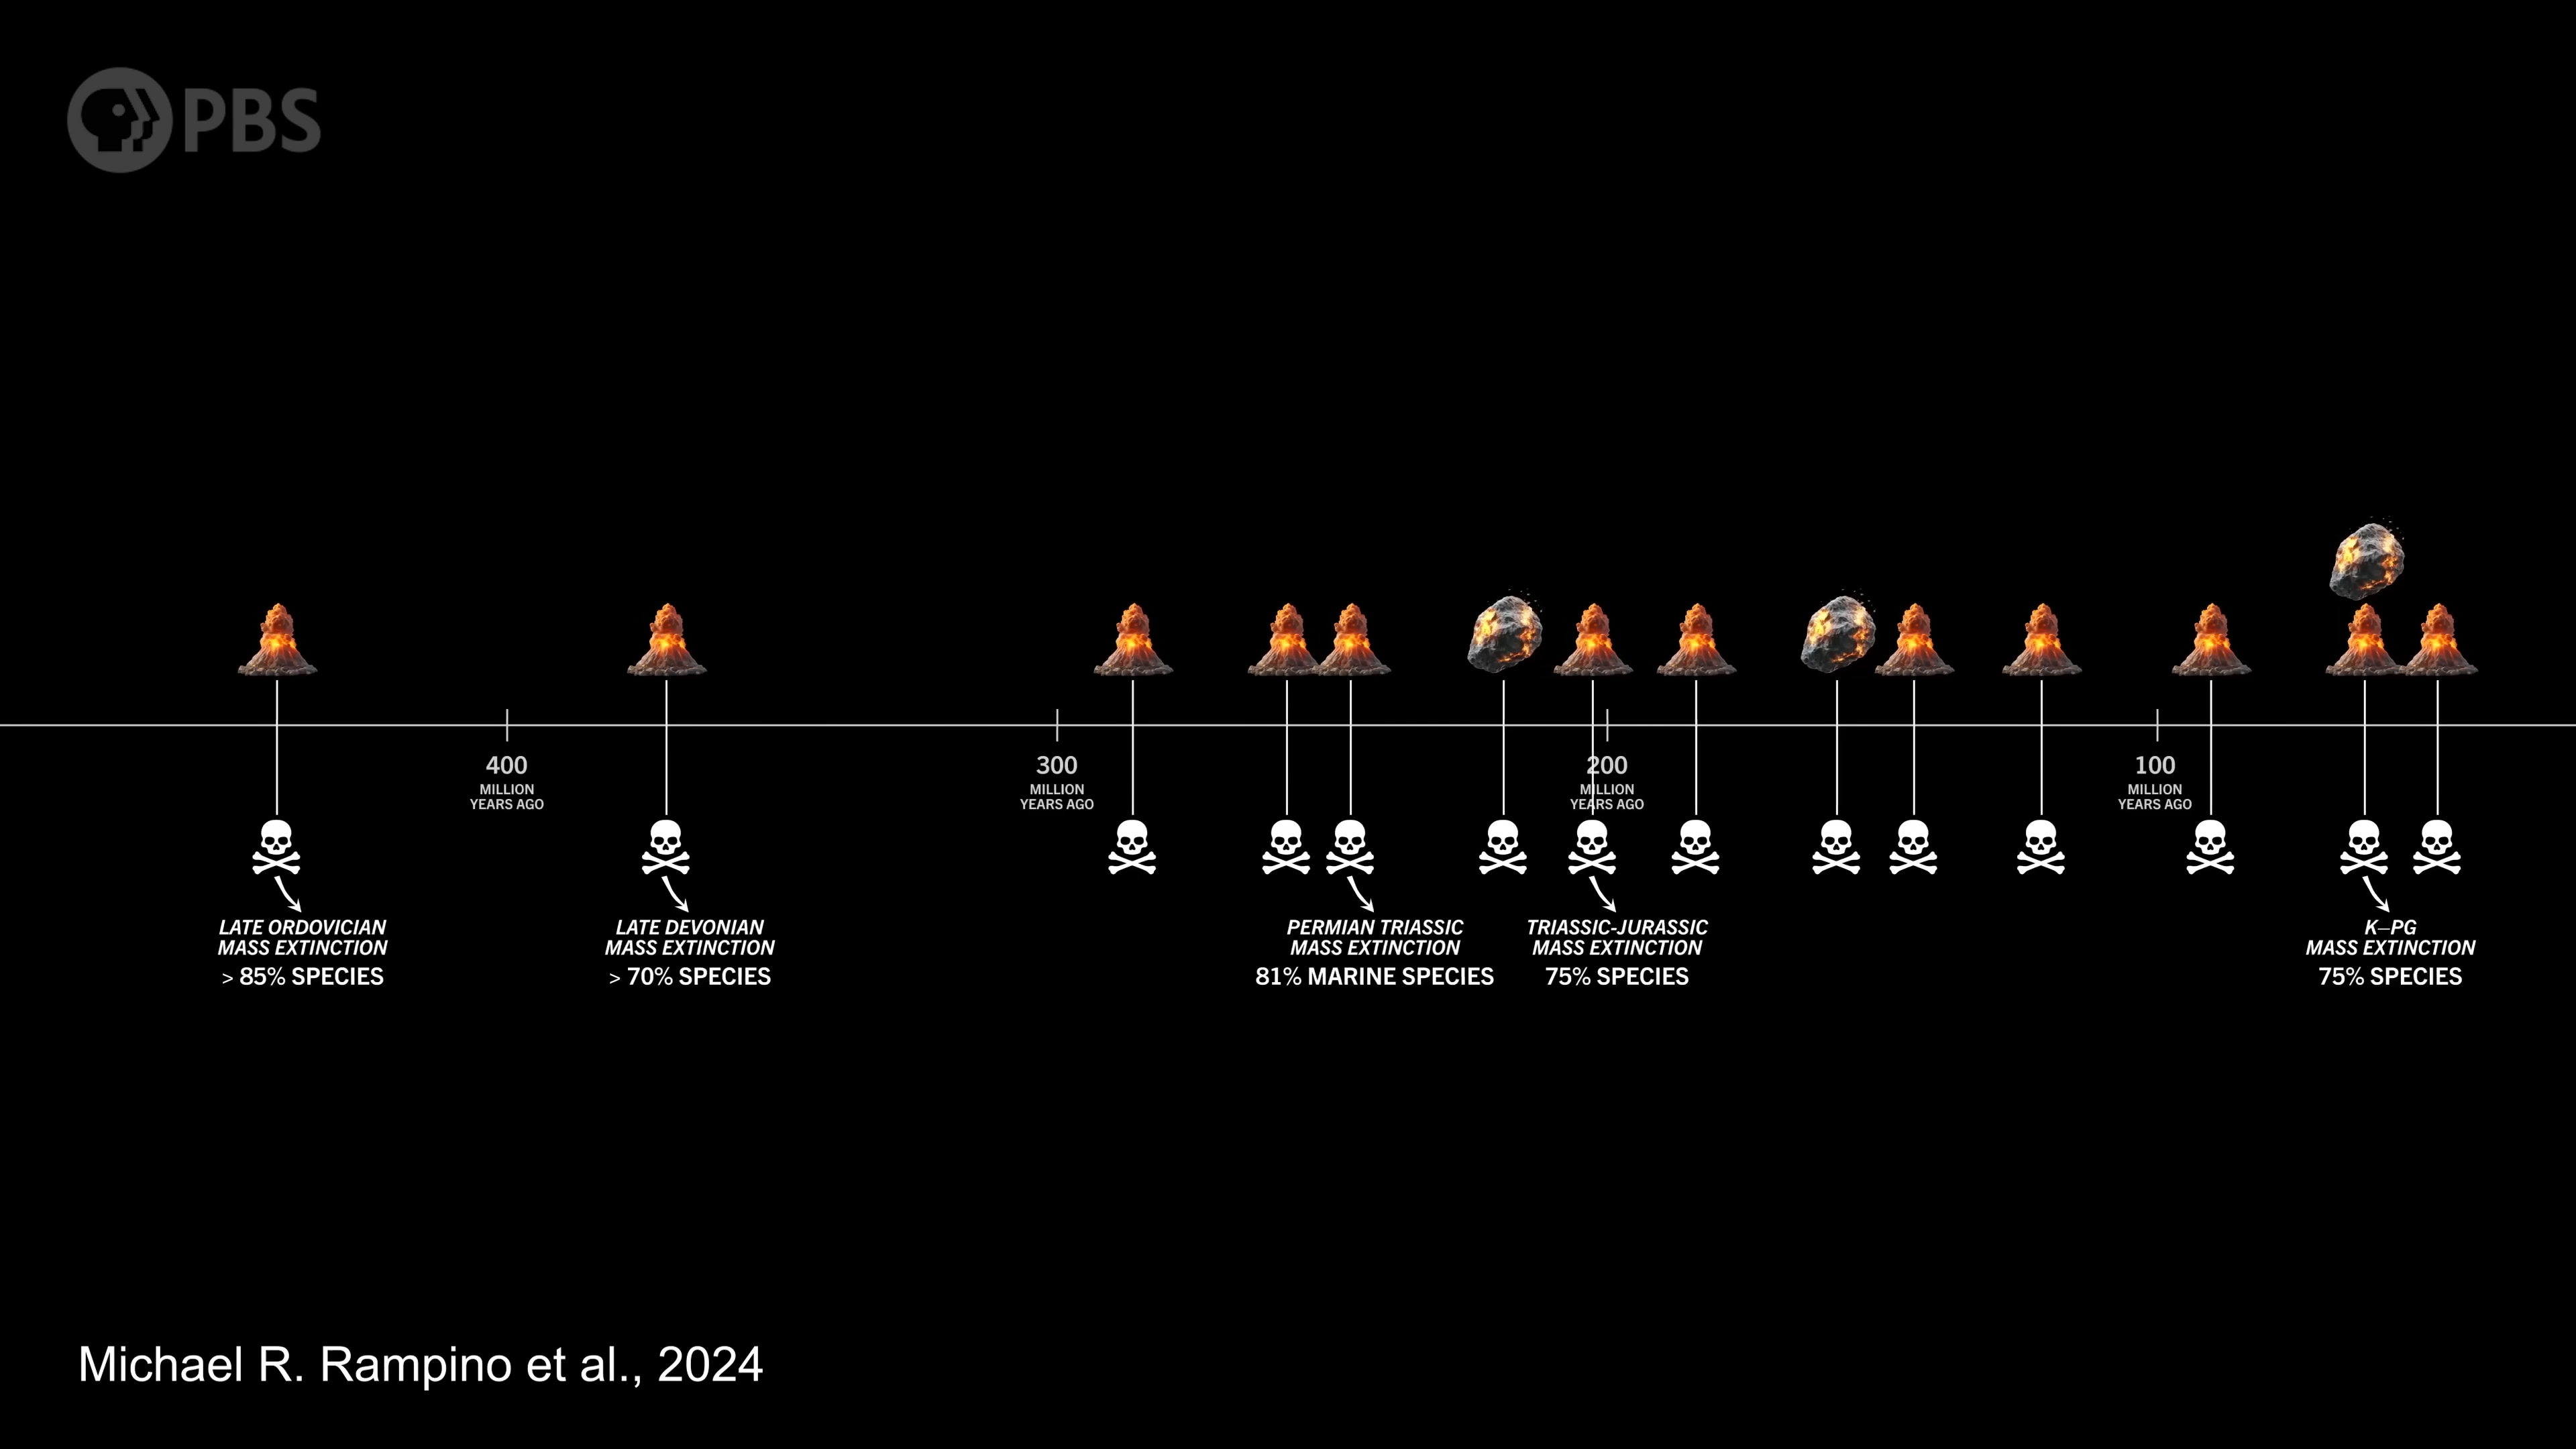 PBS
400
MILLION
YEARS AGO
300
MILLION
YEARS AGO
200
MILLION
YEARS AGO
100
MILLION
YEARS AGO
LATE ORDOVICIAN
MASS EXTINCTION
> 85% SPECIES
LATE DEVONIAN
MASS EXTINCTION
> 70% SPECIES
PERMIAN TRIASSIC
MASS EXTINCTION
81% MARINE SPECIES
TRIASSIC-JURASSIC
MASS EXTINCTION
75% SPECIES
K–PG
MASS EXTINCTION
75% SPECIES
Michael R. Rampino et al., 2024